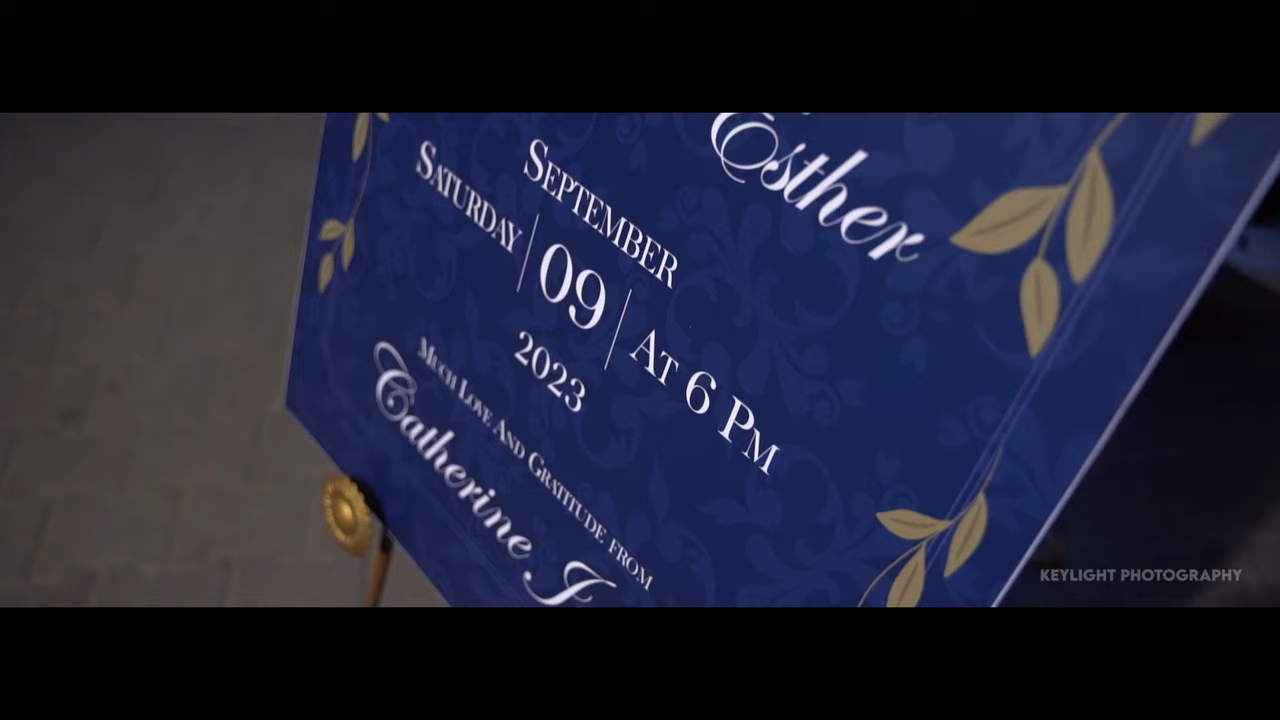 Esther
SEPTEMBER
SATURDAY
09
AT 6 PM
2023
MUCH LOVE AND GRATITUDE FROM
Catherine J
KEYLIGHT PHOTOGRAPHY